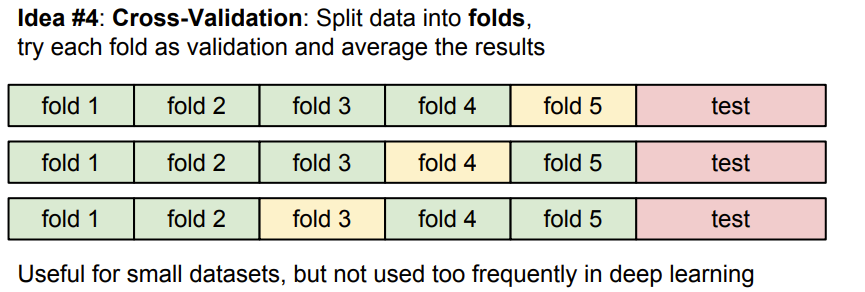 Idea #4: Cross-Validation: Split data into folds,
try each fold as validation and average the results
fold 1 fold 2 fold 3 fold 4 fold 5 test
fold 1 fold 2 fold 3 fold 4 fold 5 test
fold 1 fold 2 fold 3 fold 4 fold 5 test
Useful for small datasets, but not used too frequently in deep learning